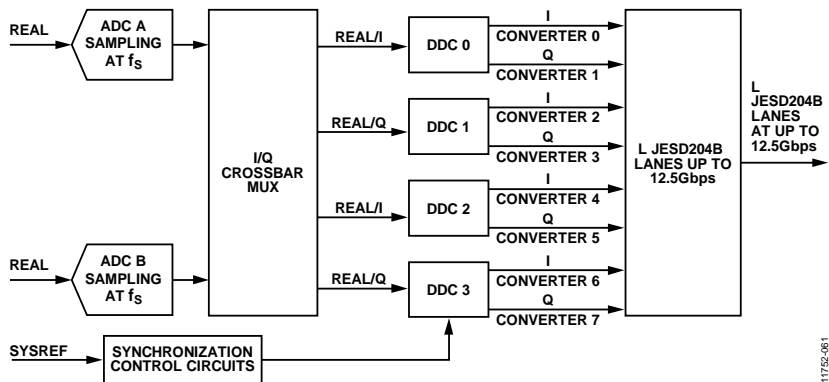 REAL
ADC A
SAMPLING
AT fS
REAL/I
DDC 0
I
CONVERTER 0
Q
CONVERTER 1
REAL/Q
DDC 1
I
CONVERTER 2
Q
CONVERTER 3
I/Q
CROSSBAR
MUX
L JESD204B
LANES UP TO
12.5Gbps
L
JESD204B
LANES
AT UP TO
12.5Gbps
REAL/I
DDC 2
I
CONVERTER 4
Q
CONVERTER 5
REAL
ADC B
SAMPLING
AT fS
REAL/Q
DDC 3
I
CONVERTER 6
Q
CONVERTER 7
SYSREF
SYNCHRONIZATION
CONTROL CIRCUITS
11752-061